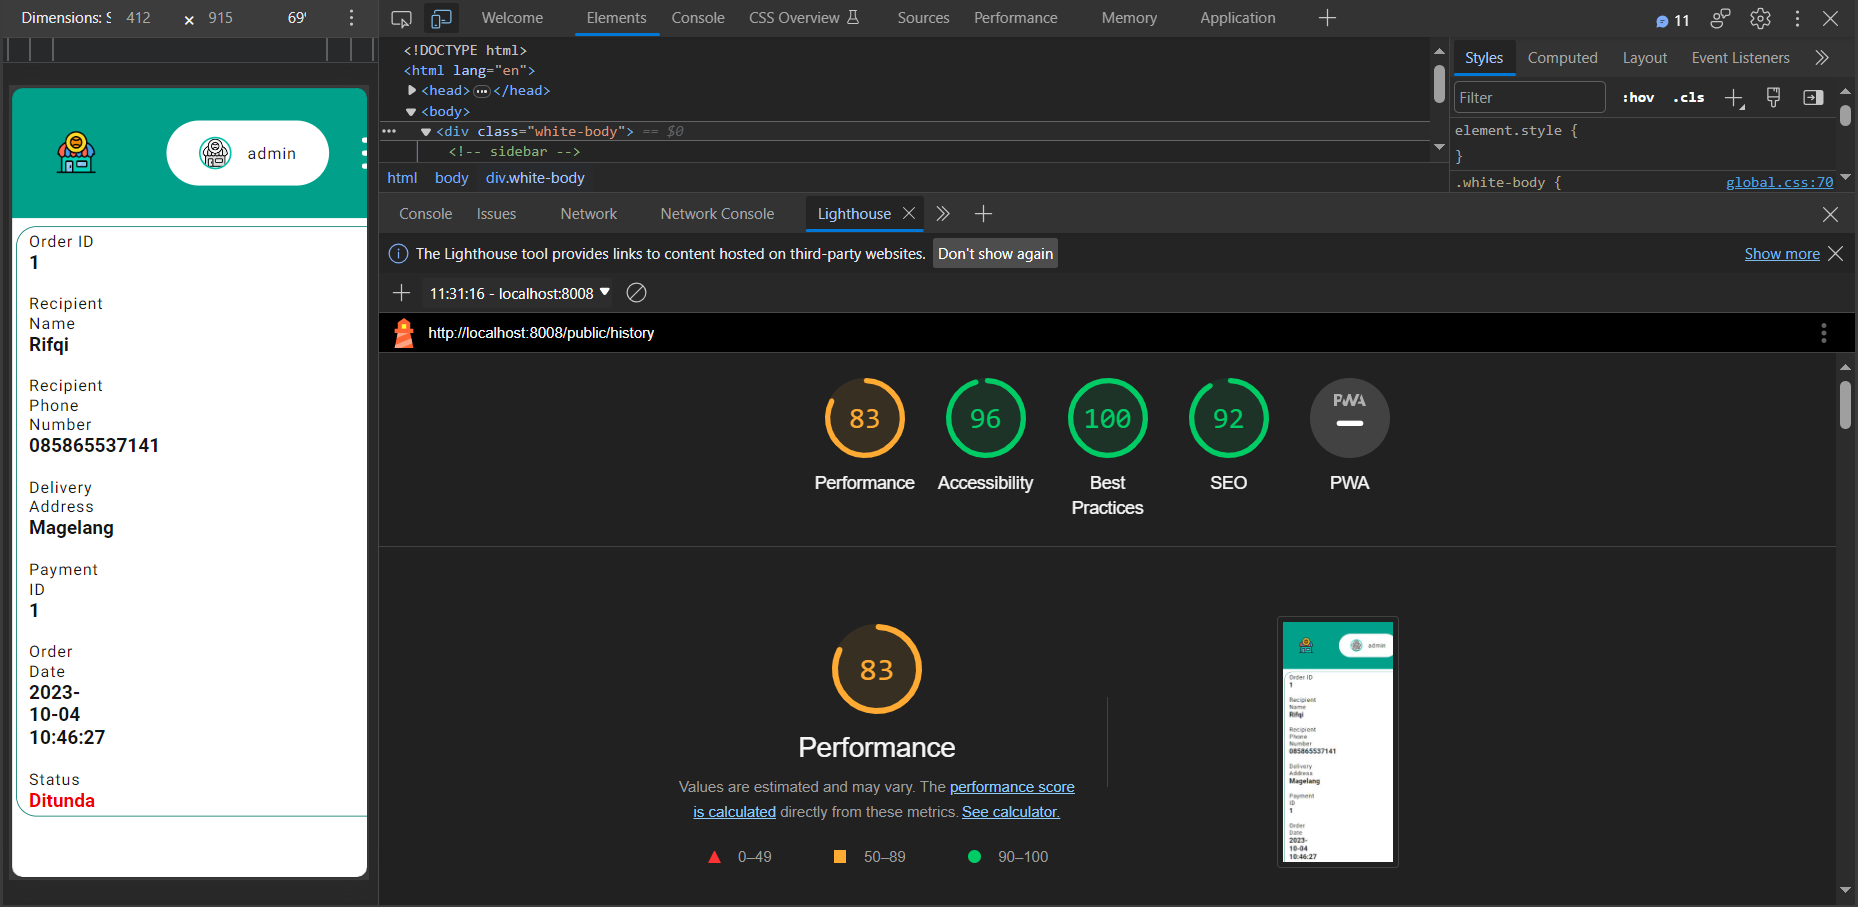 Dimensions: S 412 × 915 69'
Welcome Elements Console CSS Overview Sources Performance Memory Application
11
<!DOCTYPE html>
<html lang="en">
<head> ... </head>
<body>
... <div class="white-body"> == $0
<!-- sidebar -->
html body div.white-body
Styles Computed Layout Event Listeners
Filter :hov .cls
element.style {
}
.white-body { global.css:70
Console Issues Network Network Console Lighthouse
The Lighthouse tool provides links to content hosted on third-party websites. Don't show again Show more
11:31:16 - localhost:8008
http://localhost:8008/public/history
83 96 100 92 PWA
Performance Accessibility Best Practices SEO PWA
83
Performance
Values are estimated and may vary. The performance score
is calculated directly from these metrics. See calculator.
0–49 50–89 90–100
admin
Order ID
1
Recipient
Name
Rifqi
Recipient
Phone
Number
085865537141
Delivery
Address
Magelang
Payment
ID
1
Order
Date
2023-
10-04
10:46:27
Status
Ditunda
admin
Order ID
1
Recipient
Name
Rifqi
Recipient
Phone
Number
085865537141
Delivery
Address
Magelang
Payment
ID
1
Order
Date
2023-
10-04
10:46:27